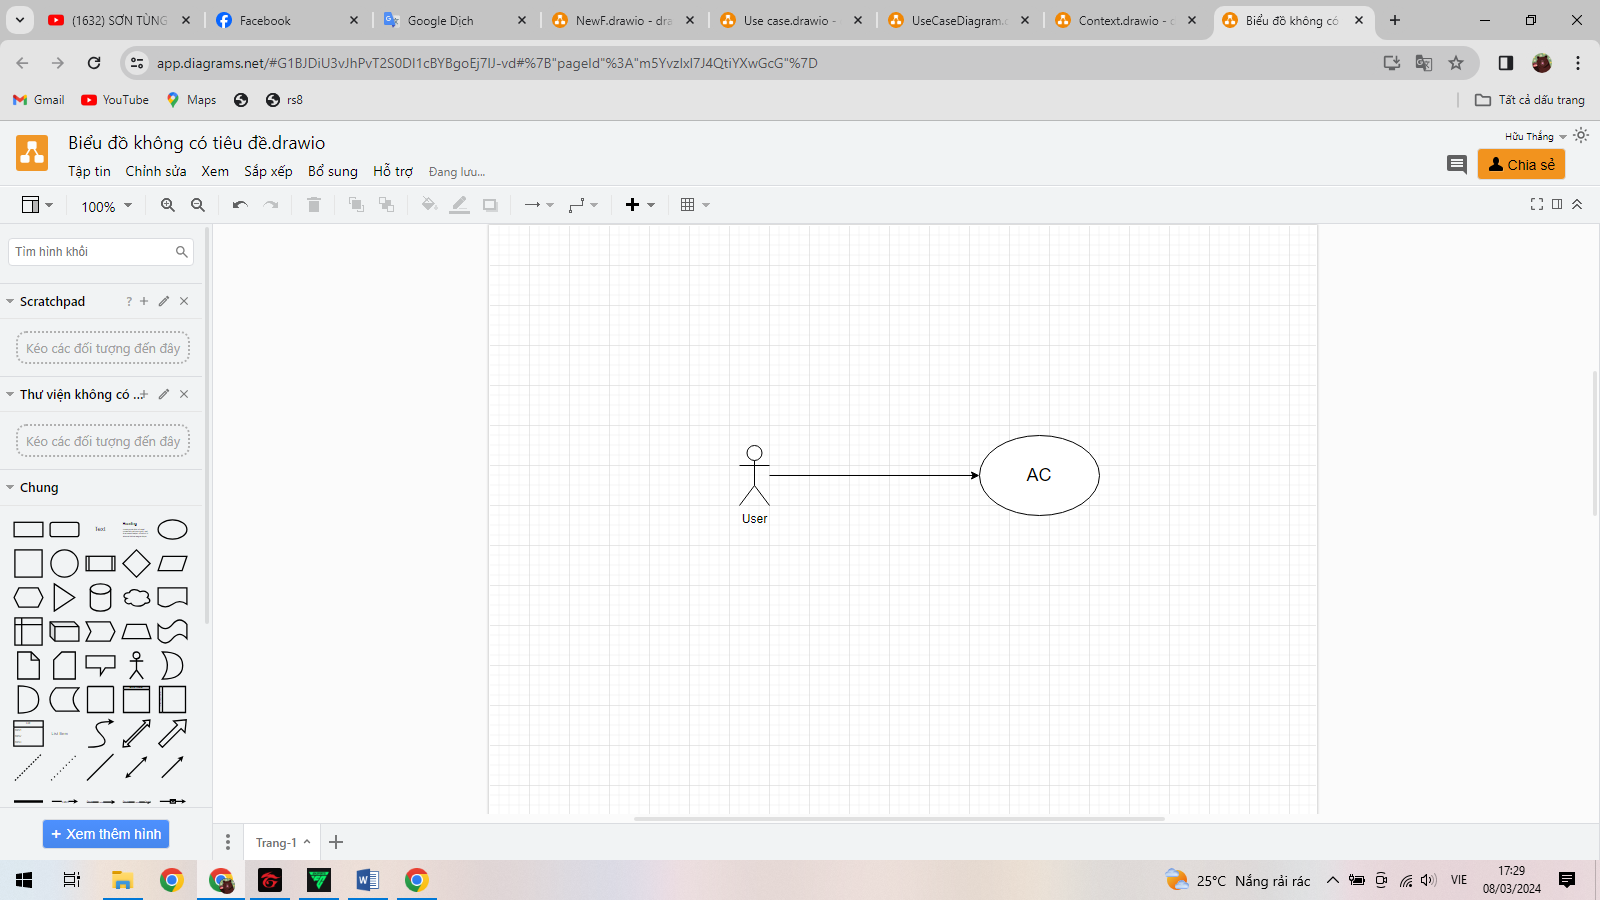 (1632) SƠN TÙNG
Facebook
Google Dịch
NewF.drawio - dra
Use case.drawio -
UseCaseDiagram.
Context.drawio -
Biểu đồ không có
app.diagrams.net/#G1BJDiU3vJhPvT2S0DI1cBYBgoEj7IJ-vd#%7B"pageId"%3A"m5YvzIxl7J4QtiYXwGcG"%7D
Gmail
YouTube
Maps
rs8
Tất cả dấu trang
Biểu đồ không có tiêu đề.drawio
Hữu Thắng
Tập tin
Chỉnh sửa
Xem
Sắp xếp
Bổ sung
Hỗ trợ
Đang lưu...
Chia sẻ
100%
Tìm hình khối
Scratchpad
?
Kéo các đối tượng đến đây
Thư viện không có ...
Kéo các đối tượng đến đây
Chung
Text
Heading
User
AC
+ Xem thêm hình
Trang-1
25°C Nắng rải rác
VIE
17:29
08/03/2024